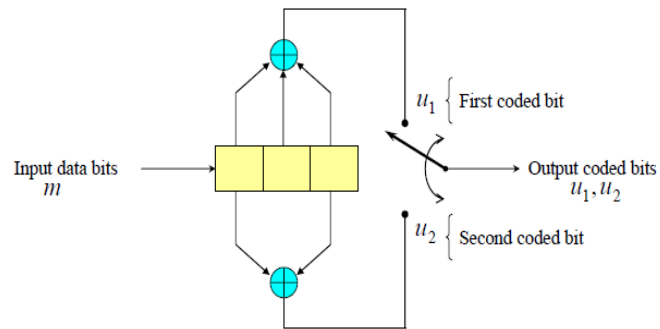 u₁ { First coded bit
Input data bits
m
Output coded bits
u₁, u₂
u₂ { Second coded bit